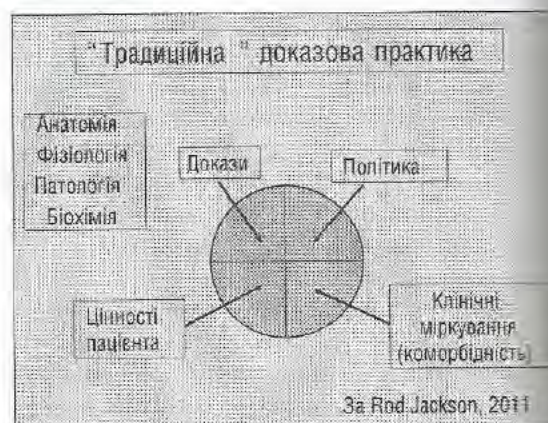 "Традиційна " доказова практика
Анатомія
Фізіологія
Патологія
Біохімія
Докази
Політика
Цінності
пацієнта
Клінічні
міркування
(коморбідність)
За Rod Jackson, 2011